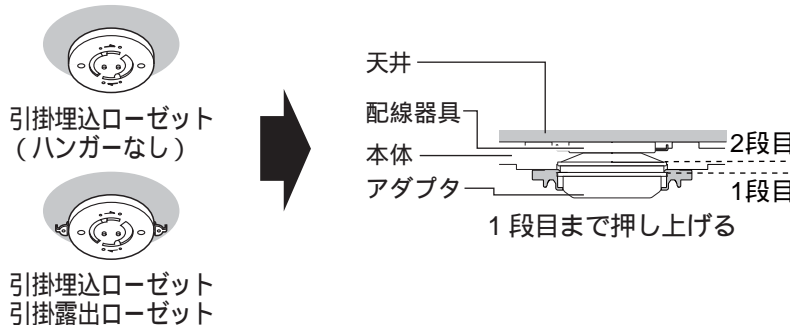 引掛埋込ローゼット
（ハンガーなし）
引掛埋込ローゼット
引掛露出ローゼット
天井
配線器具
本体
アダプタ
2段目
1段目
1 段目まで押し上げる